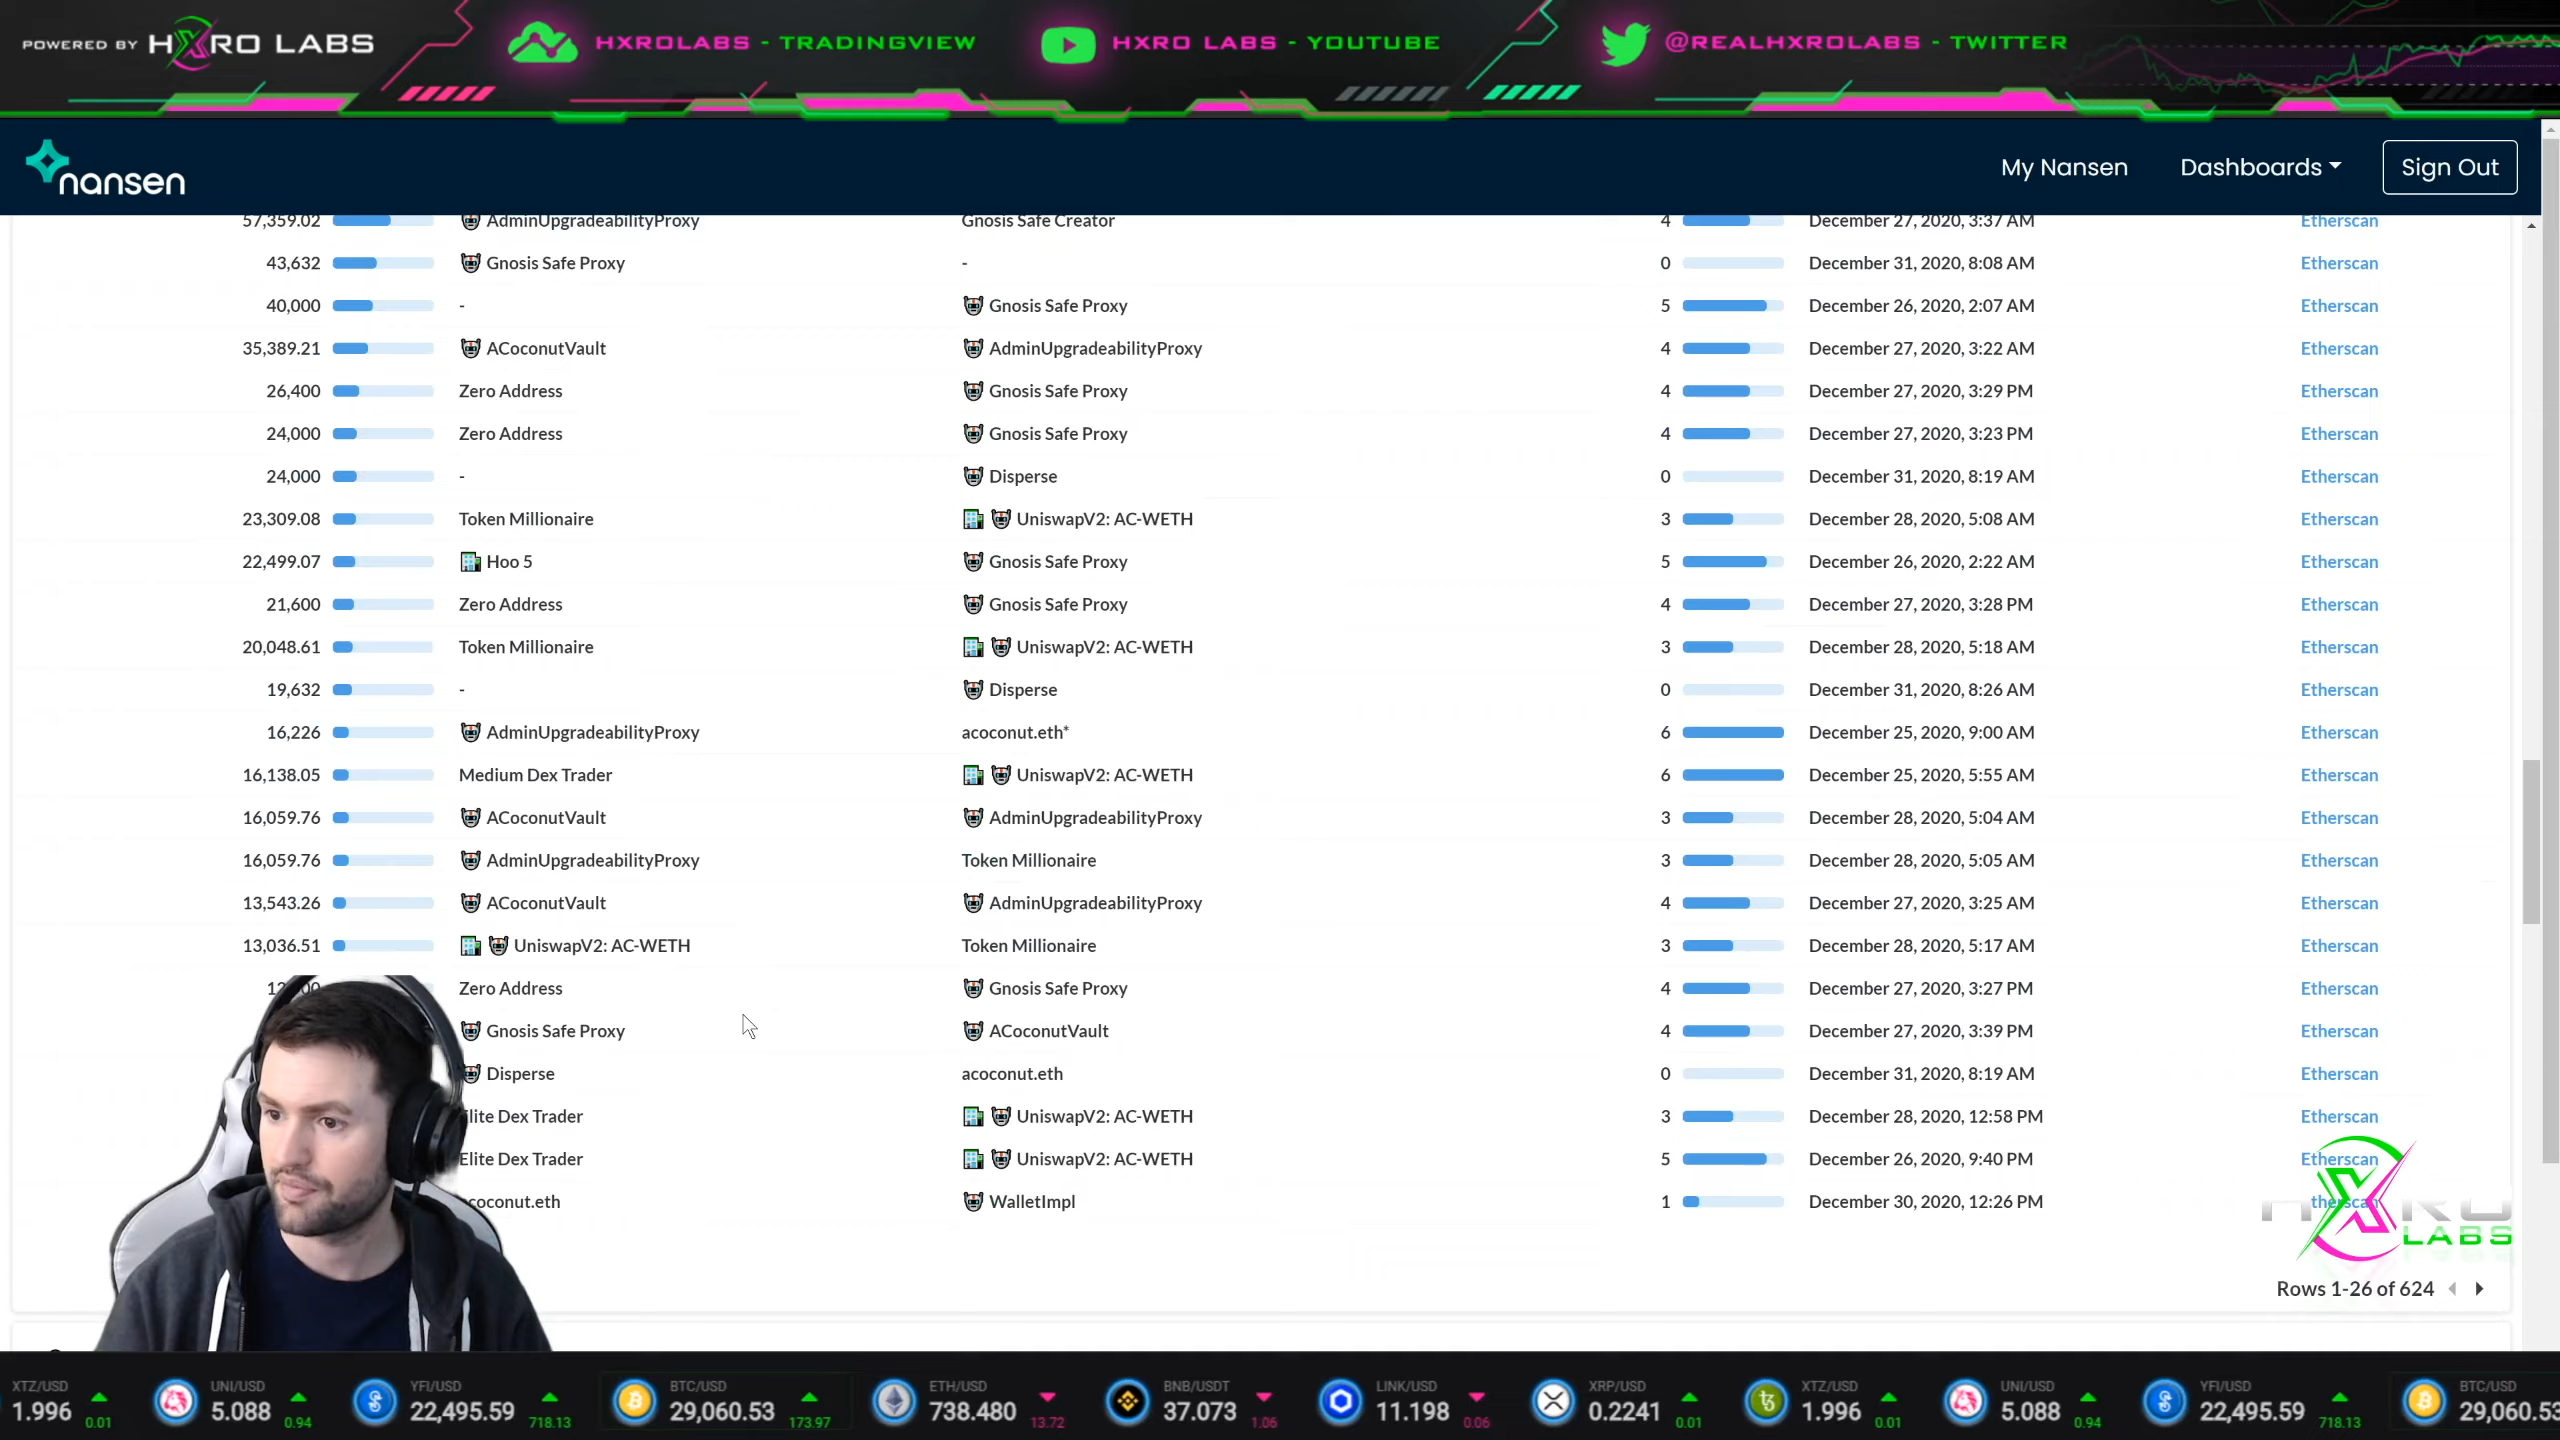 POWERED BY HXRO LABS
HXROLABS - TRADINGVIEW
HXRO LABS - YOUTUBE
@REALHXROLABS - TWITTER
nansen
My Nansen
Dashboards
Sign Out
57,359.02 AdminUpgradeabilityProxy Gnosis Safe Creator 4 December 27, 2020, 3:37 AM Etherscan
43,632 Gnosis Safe Proxy - 0 December 31, 2020, 8:08 AM Etherscan
40,000 - Gnosis Safe Proxy 5 December 26, 2020, 2:07 AM Etherscan
35,389.21 ACoconutVault AdminUpgradeabilityProxy 4 December 27, 2020, 3:22 AM Etherscan
26,400 Zero Address Gnosis Safe Proxy 4 December 27, 2020, 3:29 PM Etherscan
24,000 Zero Address Gnosis Safe Proxy 4 December 27, 2020, 3:23 PM Etherscan
24,000 - Disperse 0 December 31, 2020, 8:19 AM Etherscan
23,309.08 Token Millionaire UniswapV2: AC-WETH 3 December 28, 2020, 5:08 AM Etherscan
22,499.07 Hoo 5 Gnosis Safe Proxy 5 December 26, 2020, 2:22 AM Etherscan
21,600 Zero Address Gnosis Safe Proxy 4 December 27, 2020, 3:28 PM Etherscan
20,048.61 Token Millionaire UniswapV2: AC-WETH 3 December 28, 2020, 5:18 AM Etherscan
19,632 - Disperse 0 December 31, 2020, 8:26 AM Etherscan
16,226 AdminUpgradeabilityProxy acoconut.eth* 6 December 25, 2020, 9:00 AM Etherscan
16,138.05 Medium Dex Trader UniswapV2: AC-WETH 6 December 25, 2020, 5:55 AM Etherscan
16,059.76 ACoconutVault AdminUpgradeabilityProxy 3 December 28, 2020, 5:04 AM Etherscan
16,059.76 AdminUpgradeabilityProxy Token Millionaire 3 December 28, 2020, 5:05 AM Etherscan
13,543.26 ACoconutVault AdminUpgradeabilityProxy 4 December 27, 2020, 3:25 AM Etherscan
13,036.51 UniswapV2: AC-WETH Token Millionaire 3 December 28, 2020, 5:17 AM Etherscan
Zero Address Gnosis Safe Proxy 4 December 27, 2020, 3:27 PM Etherscan
Gnosis Safe Proxy ACoconutVault 4 December 27, 2020, 3:39 PM Etherscan
Disperse acoconut.eth 0 December 31, 2020, 8:19 AM Etherscan
Elite Dex Trader UniswapV2: AC-WETH 3 December 28, 2020, 12:58 PM Etherscan
Elite Dex Trader UniswapV2: AC-WETH 5 December 26, 2020, 9:40 PM Etherscan
acoconut.eth WalletImpl 1 December 30, 2020, 12:26 PM
HXRO
LABS
Rows 1-26 of 624
XTZ/USD 1.996 0.01
UNI/USD 5.088 0.94
YFI/USD 22,495.59 718.13
BTC/USD 29,060.53 173.97
ETH/USD 738.480 13.72
BNB/USDT 37.073 1.06
LINK/USD 11.198 0.06
XRP/USD 0.2241 0.01
XTZ/USD 1.996 0.01
UNI/USD 5.088 0.94
YFI/USD 22,495.59 718.13
BTC/USD 29,060.53